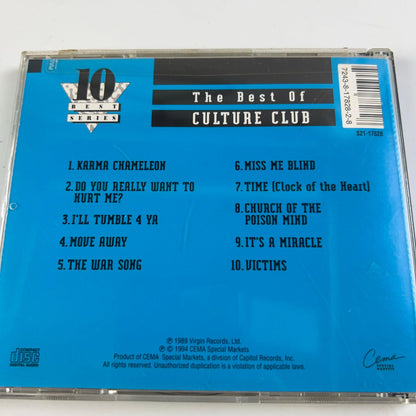 10
BEST
SERIES
The Best Of
CULTURE CLUB
7243-8-17828-2-8
S21-17828
1. KARMA CHAMELEON
2. DO YOU REALLY WANT TO
HURT ME?
3. I'LL TUMBLE 4 YA
4. MOVE AWAY
5. THE WAR SONG
6. MISS ME BLIND
7. TIME (Clock of the Heart)
8. CHURCH OF THE
POISON MIND
9. IT'S A MIRACLE
10. VICTIMS
COMPACT
disc
DIGITAL AUDIO
℗ 1989 Virgin Records, Ltd.
© 1994 CEMA Special Markets
Product of CEMA Special Markets, a division of Capitol Records, Inc.
All rights reserved. Unauthorized duplication is a violation of applicable laws.
Cema
SPECIAL
MARKETS